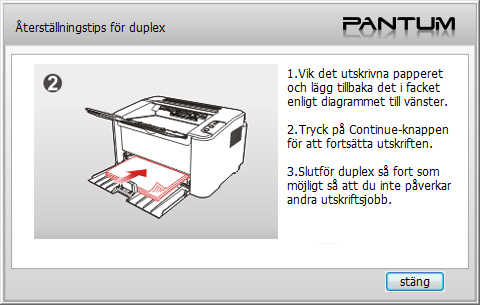 Återställningstips för duplex
PANTUM
2
1.Vik det utskrivna papperet
och lägg tillbaka det i facket
enligt diagrammet till vänster.
2.Tryck på Continue-knappen
för att fortsätta utskriften.
3.Slutför duplex så fort som
möjligt så att du inte påverkar
andra utskriftsjobb.
stäng